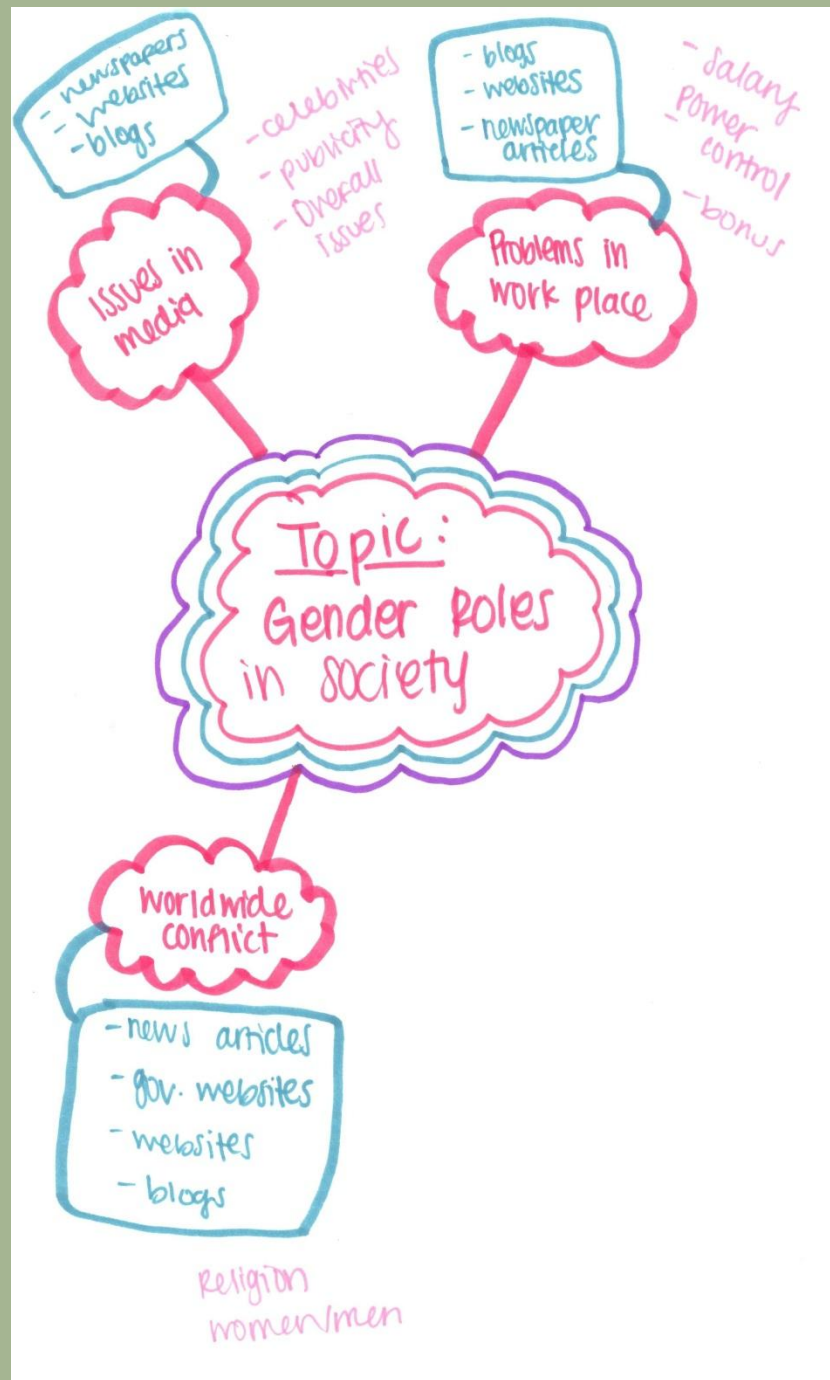 - newspapers
- websites
- blogs
- celebrities
- publicity
- Overall
issues
Issues in
media
- blogs
- websites
- newspaper
articles
- Salary
- Power
control
- bonus
Problems in
work place
Topic:
Gender Roles
in society
worldwide
conflict
- news articles
- gov. websites
- websites
- blogs
Religion
women/men